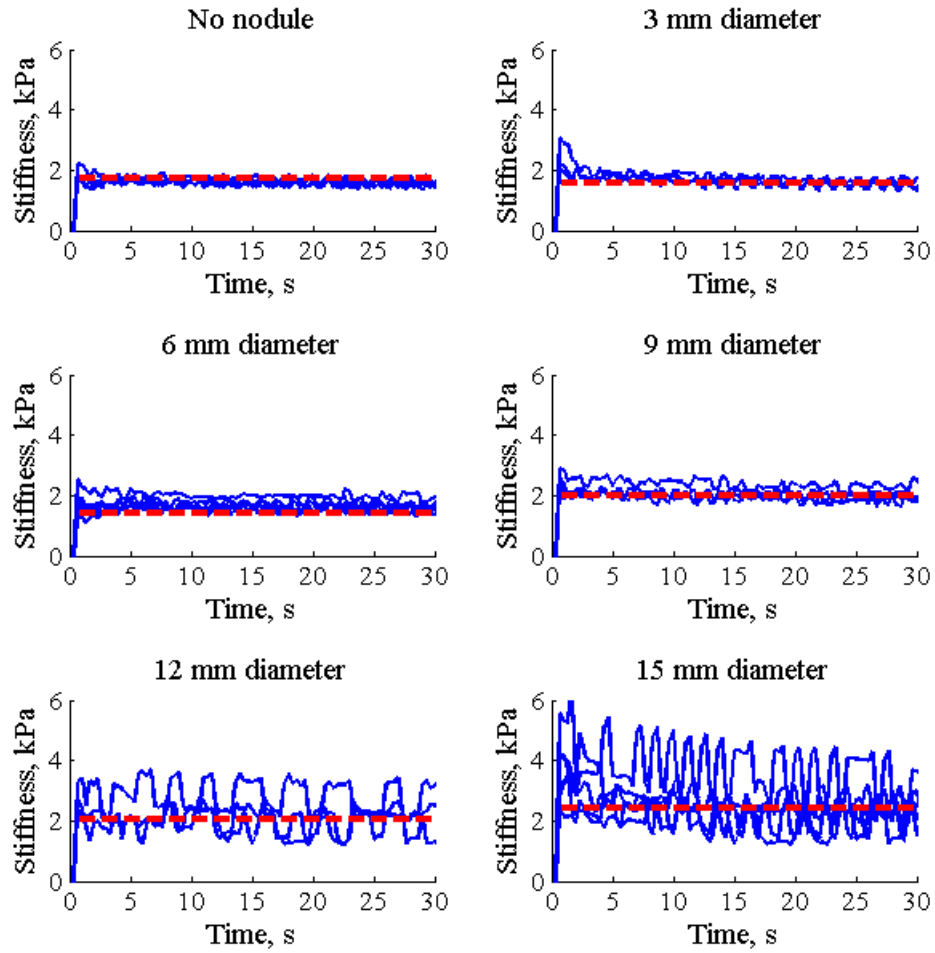 No nodule
3 mm diameter
Stiffness, kPa
6
4
2
0
0 5 10 15 20 25 30
Time, s
Stiffness, kPa
6
4
2
0
0 5 10 15 20 25 30
Time, s
6 mm diameter
9 mm diameter
Stiffness, kPa
6
4
2
0
0 5 10 15 20 25 30
Time, s
Stiffness, kPa
6
4
2
0
0 5 10 15 20 25 30
Time, s
12 mm diameter
15 mm diameter
Stiffness, kPa
6
4
2
0
0 5 10 15 20 25 30
Time, s
Stiffness, kPa
6
4
2
0
0 5 10 15 20 25 30
Time, s